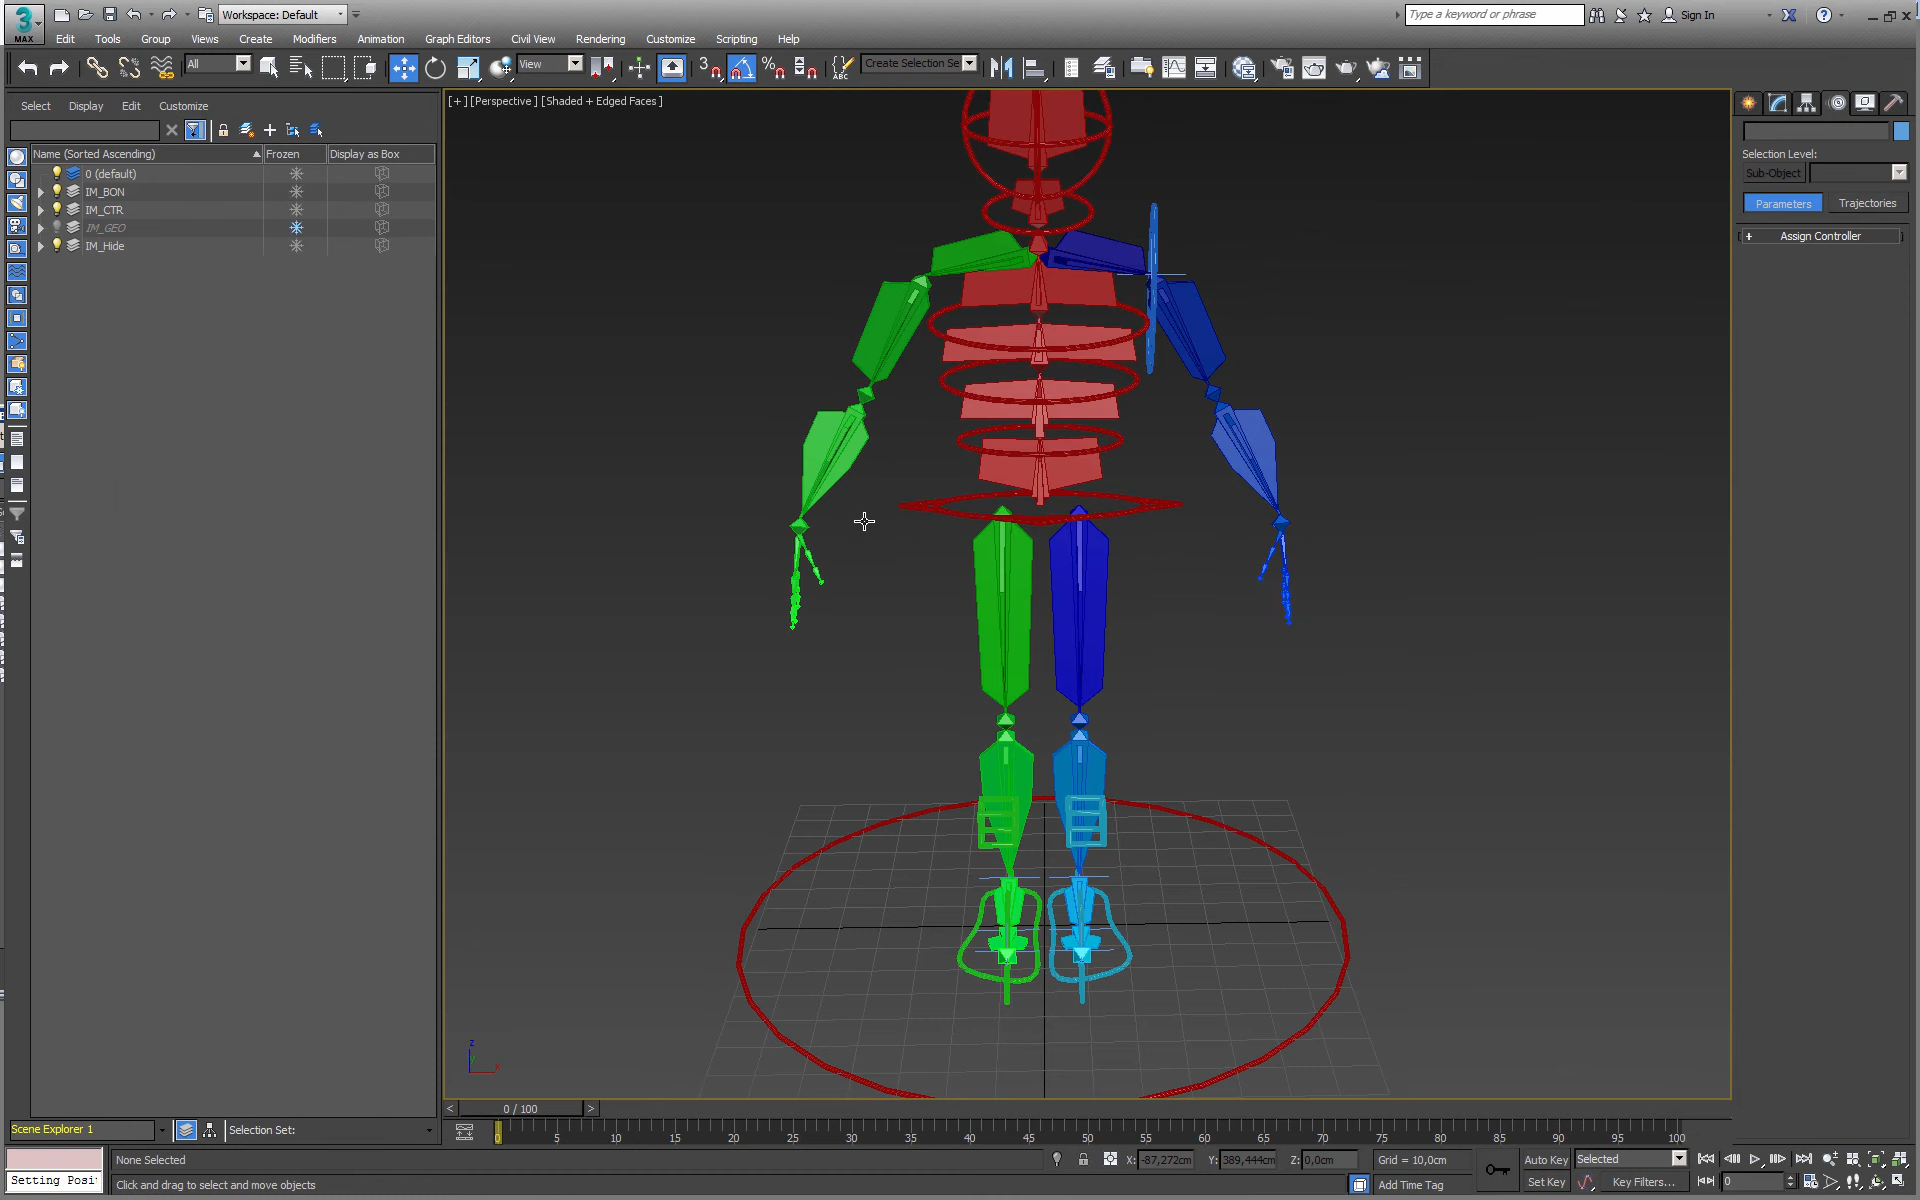 3 MAX
Workspace: Default
Type a keyword or phrase
Sign In
Edit Tools Group Views Create Modifiers Animation Graph Editors Civil View Rendering Customize Scripting Help
All
View
3
%
ABC
Create Selection Se
Select Display Edit Customize
Name (Sorted Ascending) Frozen Display as Box
0 (default)
IM_BON
IM_CTR
IM_GEO
IM_Hide
[+] [Perspective] [Shaded + Edged Faces]
Selection Level:
Sub-Object
Parameters Trajectories
+ Assign Controller
z
x
< 0 / 100 >
Scene Explorer 1
Selection Set:
0 5 10 15 20 25 30 35 40 45 50 55 60 65 70 75 80 85 90 95 100
None Selected
X: -87,272cm Y: 389,444cm Z: 0,0cm Grid = 10,0cm
Auto Key Selected
Setting Posi
Click and drag to select and move objects
Add Time Tag
Set Key Key Filters...
0